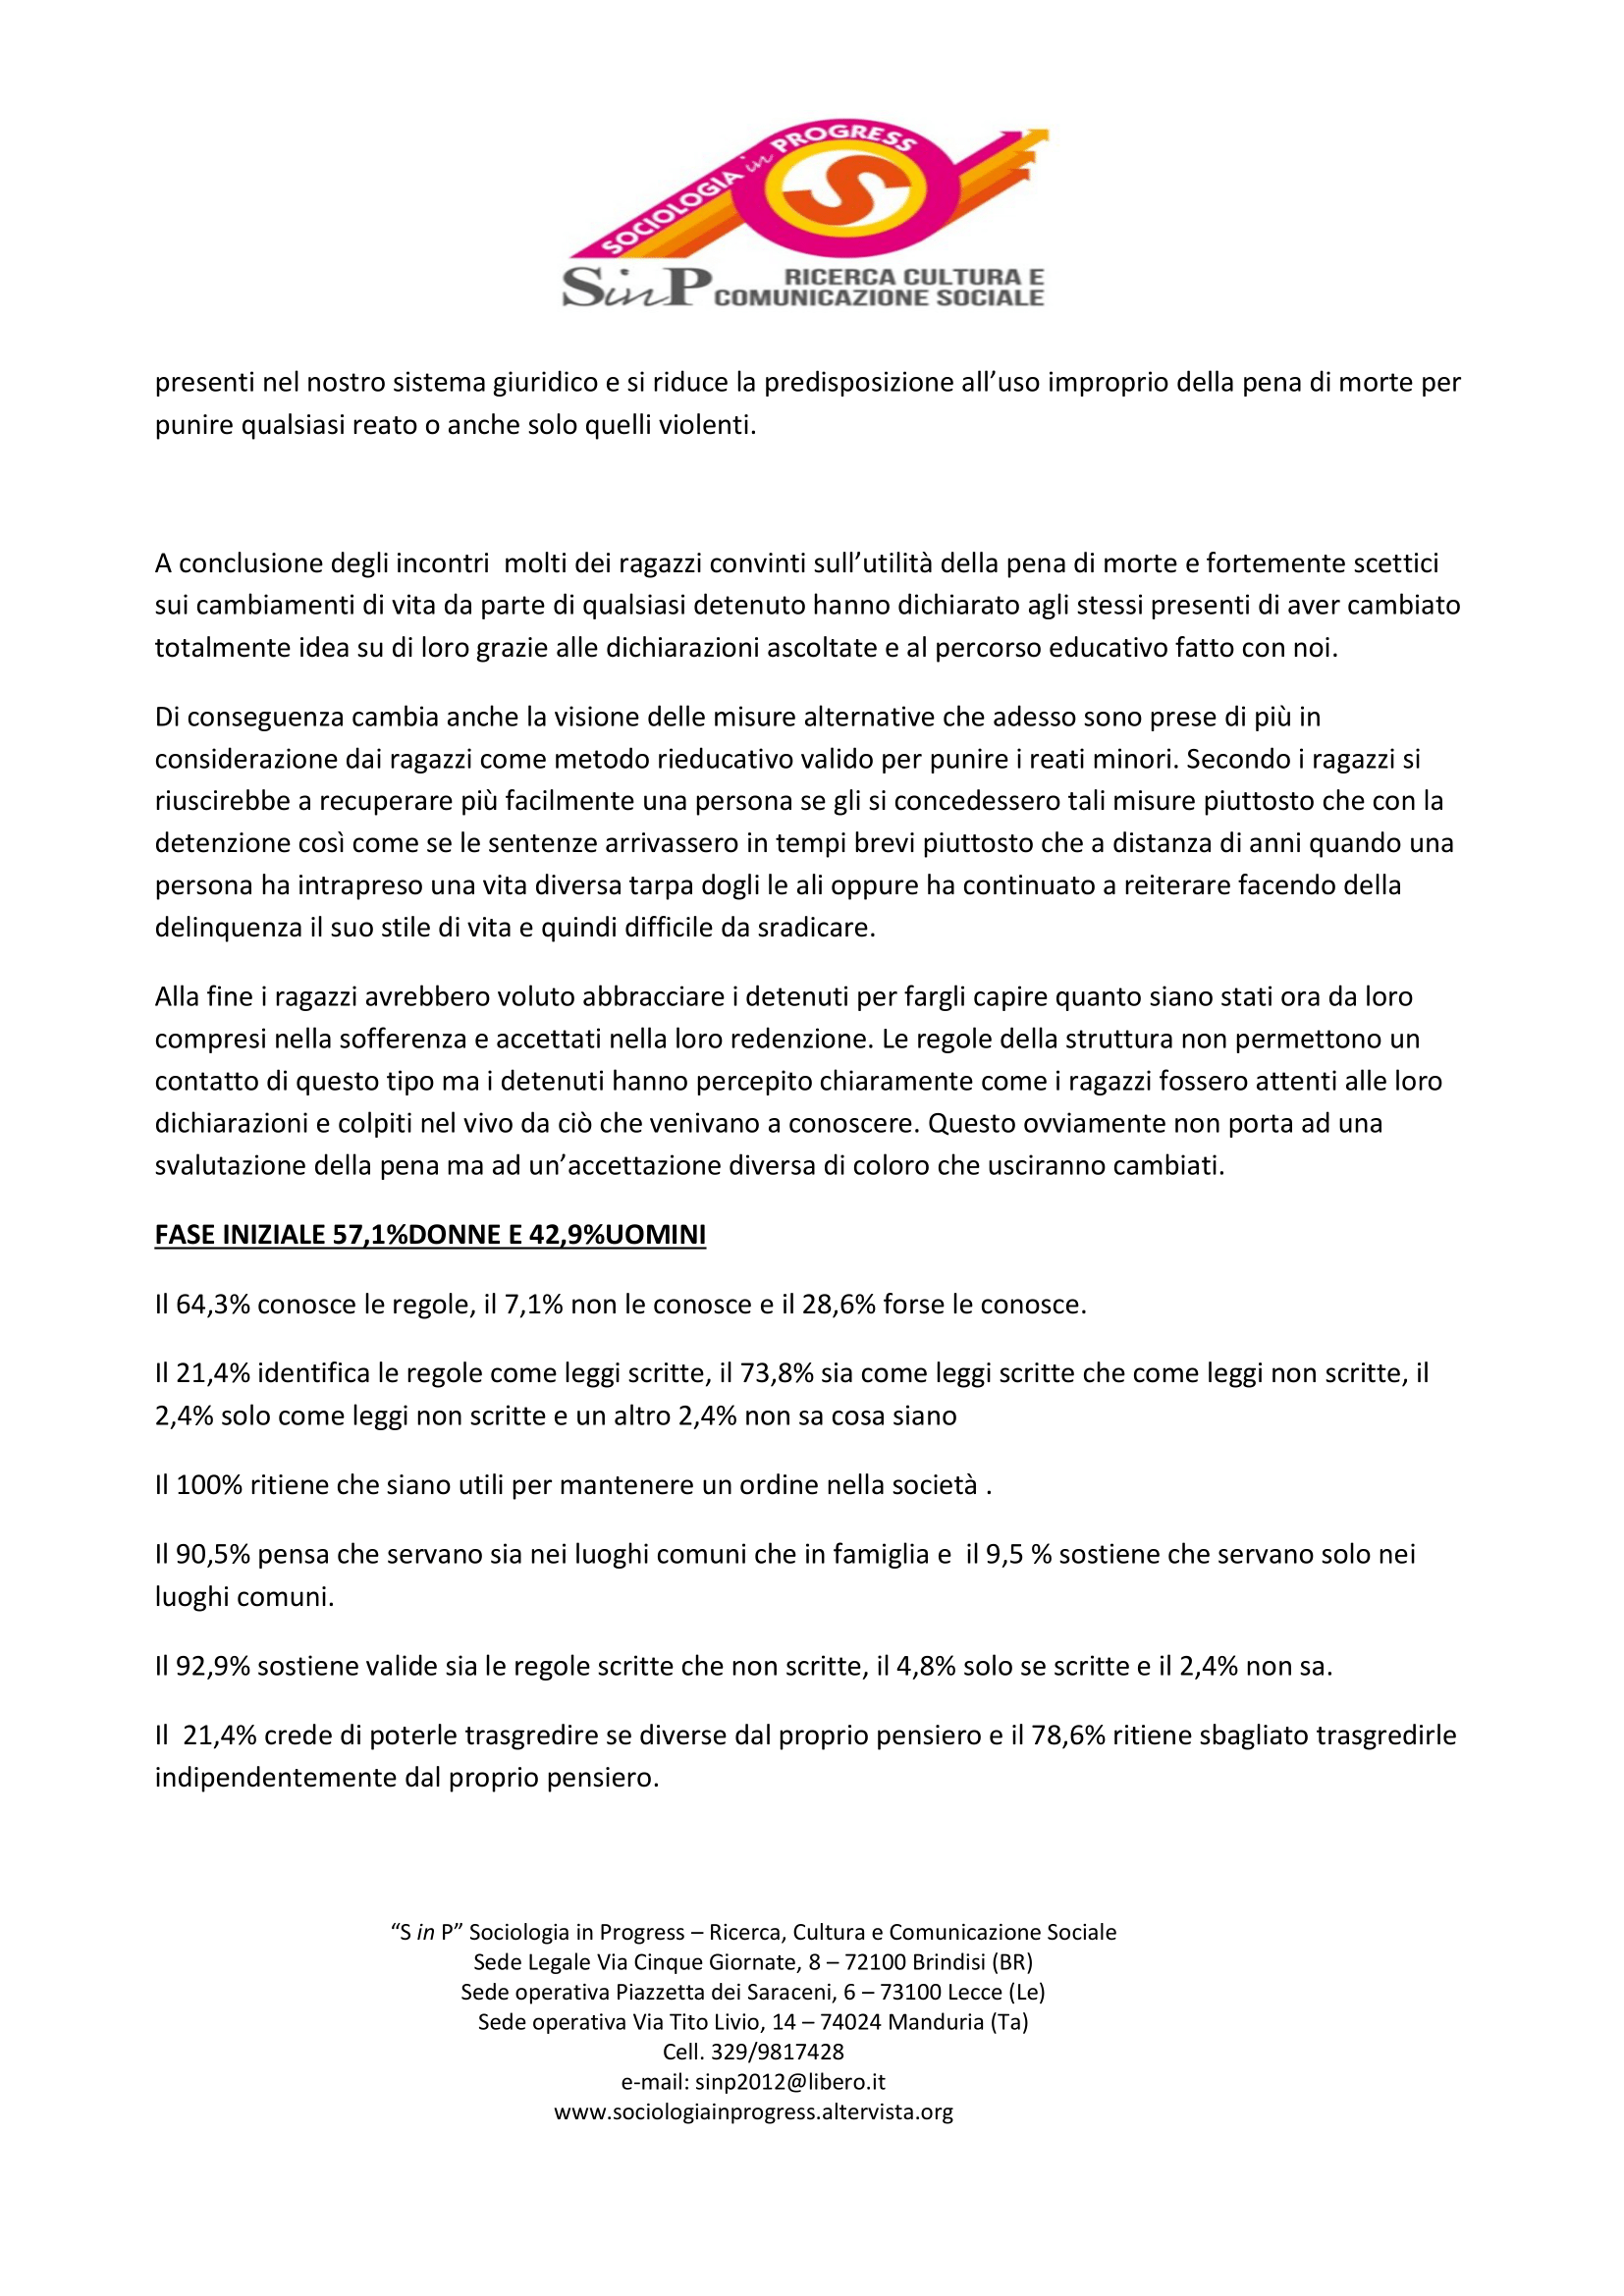 SOCIOLOGIA in PROGRESS
S
SinP RICERCA CULTURA E
COMUNICAZIONE SOCIALE
presenti nel nostro sistema giuridico e si riduce la predisposizione all’uso improprio della pena di morte per
punire qualsiasi reato o anche solo quelli violenti.
A conclusione degli incontri  molti dei ragazzi convinti sull’utilità della pena di morte e fortemente scettici
sui cambiamenti di vita da parte di qualsiasi detenuto hanno dichiarato agli stessi presenti di aver cambiato
totalmente idea su di loro grazie alle dichiarazioni ascoltate e al percorso educativo fatto con noi.
Di conseguenza cambia anche la visione delle misure alternative che adesso sono prese di più in
considerazione dai ragazzi come metodo rieducativo valido per punire i reati minori. Secondo i ragazzi si
riuscirebbe a recuperare più facilmente una persona se gli si concedessero tali misure piuttosto che con la
detenzione così come se le sentenze arrivassero in tempi brevi piuttosto che a distanza di anni quando una
persona ha intrapreso una vita diversa tarpa dogli le ali oppure ha continuato a reiterare facendo della
delinquenza il suo stile di vita e quindi difficile da sradicare.
Alla fine i ragazzi avrebbero voluto abbracciare i detenuti per fargli capire quanto siano stati ora da loro
compresi nella sofferenza e accettati nella loro redenzione. Le regole della struttura non permettono un
contatto di questo tipo ma i detenuti hanno percepito chiaramente come i ragazzi fossero attenti alle loro
dichiarazioni e colpiti nel vivo da ciò che venivano a conoscere. Questo ovviamente non porta ad una
svalutazione della pena ma ad un’accettazione diversa di coloro che usciranno cambiati.
FASE INIZIALE 57,1%DONNE E 42,9%UOMINI
Il 64,3% conosce le regole, il 7,1% non le conosce e il 28,6% forse le conosce.
Il 21,4% identifica le regole come leggi scritte, il 73,8% sia come leggi scritte che come leggi non scritte, il
2,4% solo come leggi non scritte e un altro 2,4% non sa cosa siano
Il 100% ritiene che siano utili per mantenere un ordine nella società .
Il 90,5% pensa che servano sia nei luoghi comuni che in famiglia e  il 9,5 % sostiene che servano solo nei
luoghi comuni.
Il 92,9% sostiene valide sia le regole scritte che non scritte, il 4,8% solo se scritte e il 2,4% non sa.
Il  21,4% crede di poterle trasgredire se diverse dal proprio pensiero e il 78,6% ritiene sbagliato trasgredirle
indipendentemente dal proprio pensiero.
“S in P” Sociologia in Progress – Ricerca, Cultura e Comunicazione Sociale
Sede Legale Via Cinque Giornate, 8 – 72100 Brindisi (BR)
Sede operativa Piazzetta dei Saraceni, 6 – 73100 Lecce (Le)
Sede operativa Via Tito Livio, 14 – 74024 Manduria (Ta)
Cell. 329/9817428
e-mail: sinp2012@libero.it
www.sociologiainprogress.altervista.org